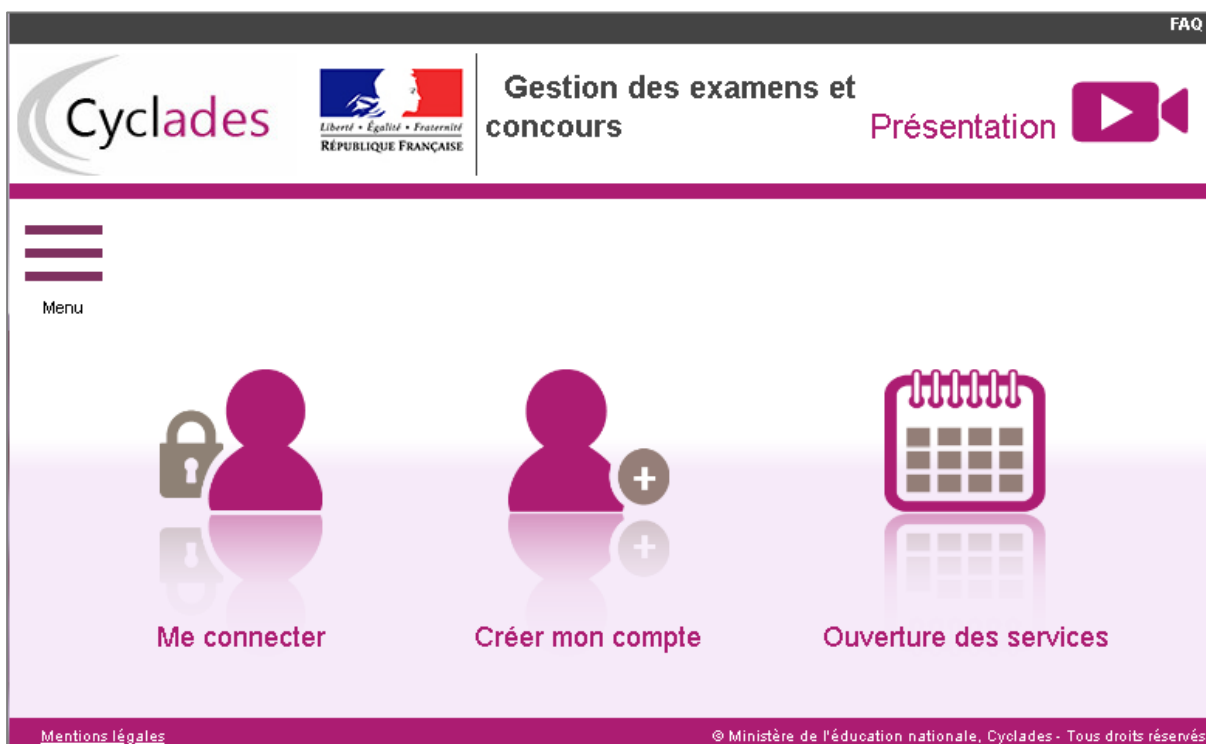 FAQ
Cyclades
Liberté • Égalité • Fraternité
RÉPUBLIQUE FRANÇAISE
Gestion des examens et
concours
Présentation
Menu
Me connecter
Créer mon compte
Ouverture des services
Mentions légales
© Ministère de l'éducation nationale, Cyclades - Tous droits réservés